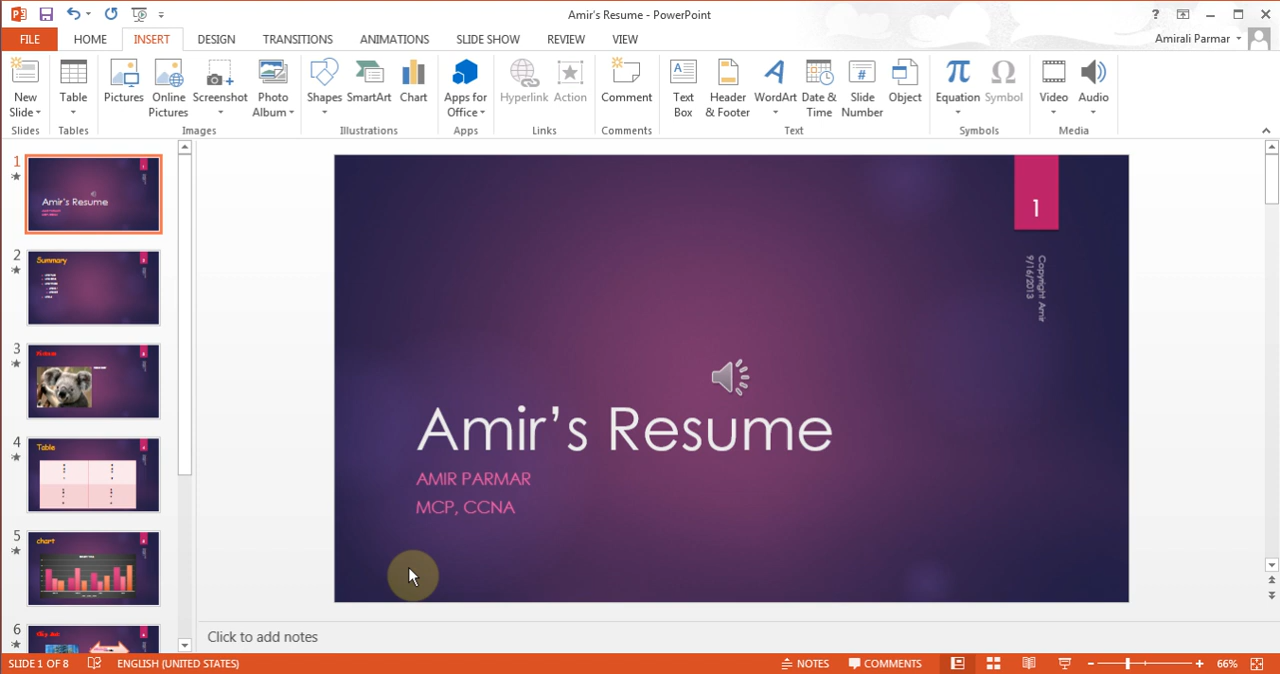 Amir's Resume - PowerPoint
?
FILE HOME INSERT DESIGN TRANSITIONS ANIMATIONS SLIDE SHOW REVIEW VIEW Amirali Parmar
New Slide
Table
Pictures
Online Pictures
Screenshot
Photo Album
Shapes
SmartArt
Chart
Apps for Office
Hyperlink
Action
Comment
Text Box
Header & Footer
WordArt
Date & Time
Slide Number
Object
Equation
Symbol
Video
Audio
Slides Tables Images Illustrations Apps Links Comments Text Symbols Media
1
Amir's Resume
2
Summary
3
4
Table
5
chart
6
1
Copyright Amir
9/16/2013
Amir’s Resume
AMIR PARMAR
MCP, CCNA
Click to add notes
SLIDE 1 OF 8 ENGLISH (UNITED STATES) NOTES COMMENTS 66%